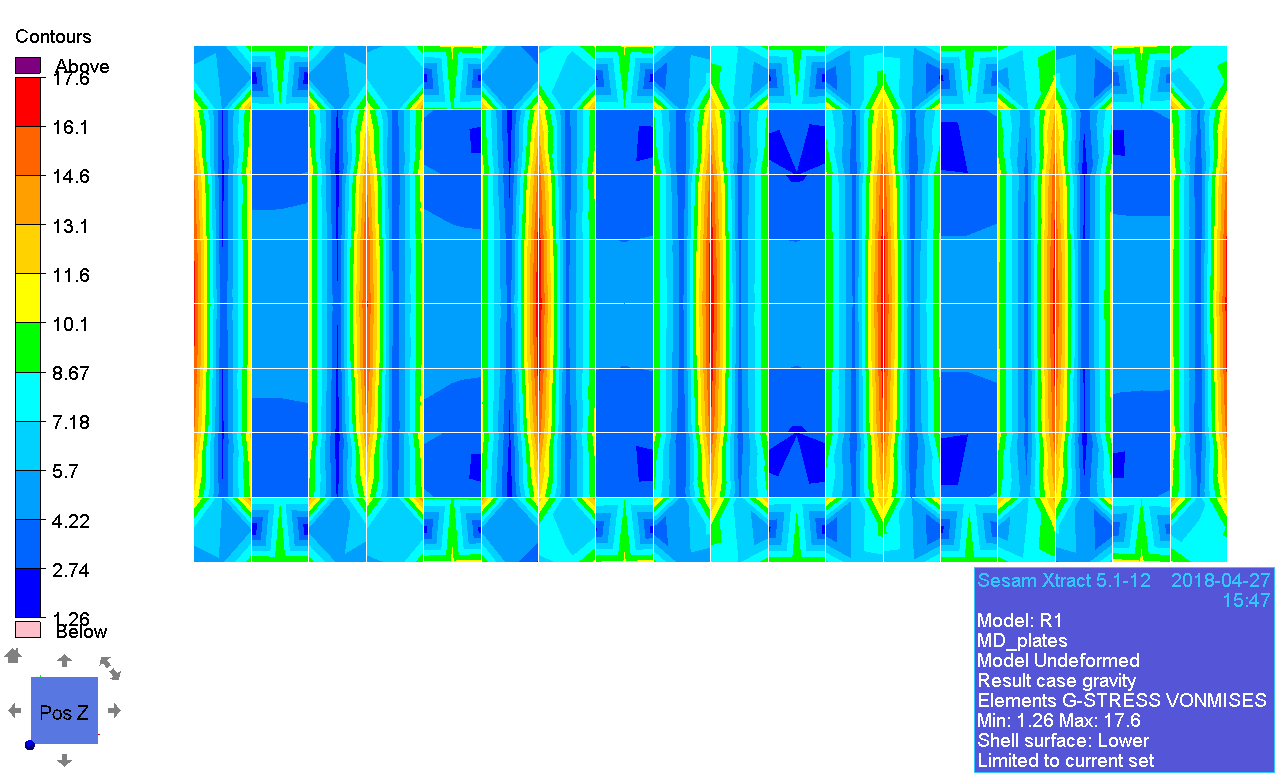 Contours
Above
17.6
16.1
14.6
13.1
11.6
10.1
8.67
7.18
5.7
4.22
2.74
1.26
Below
Pos Z
Sesam Xtract 5.1-12 2018-04-27
15:47
Model: R1
MD_plates
Model Undeformed
Result case gravity
Elements G-STRESS VONMISES
Min: 1.26 Max: 17.6
Shell surface: Lower
Limited to current set